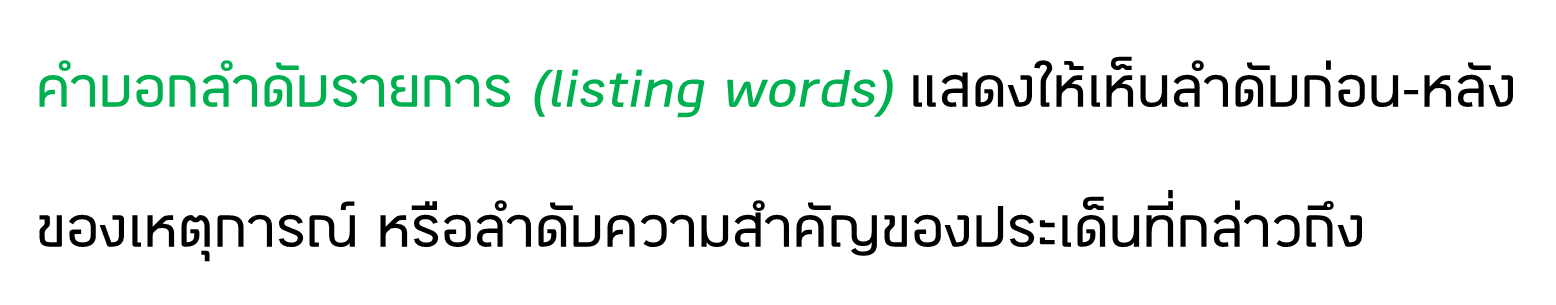 คำบอกลำดับรายการ (listing words) แสดงให้เห็นลำดับก่อน-หลัง
ของเหตุการณ์ หรือลำดับความสำคัญของประเด็นที่กล่าวถึง